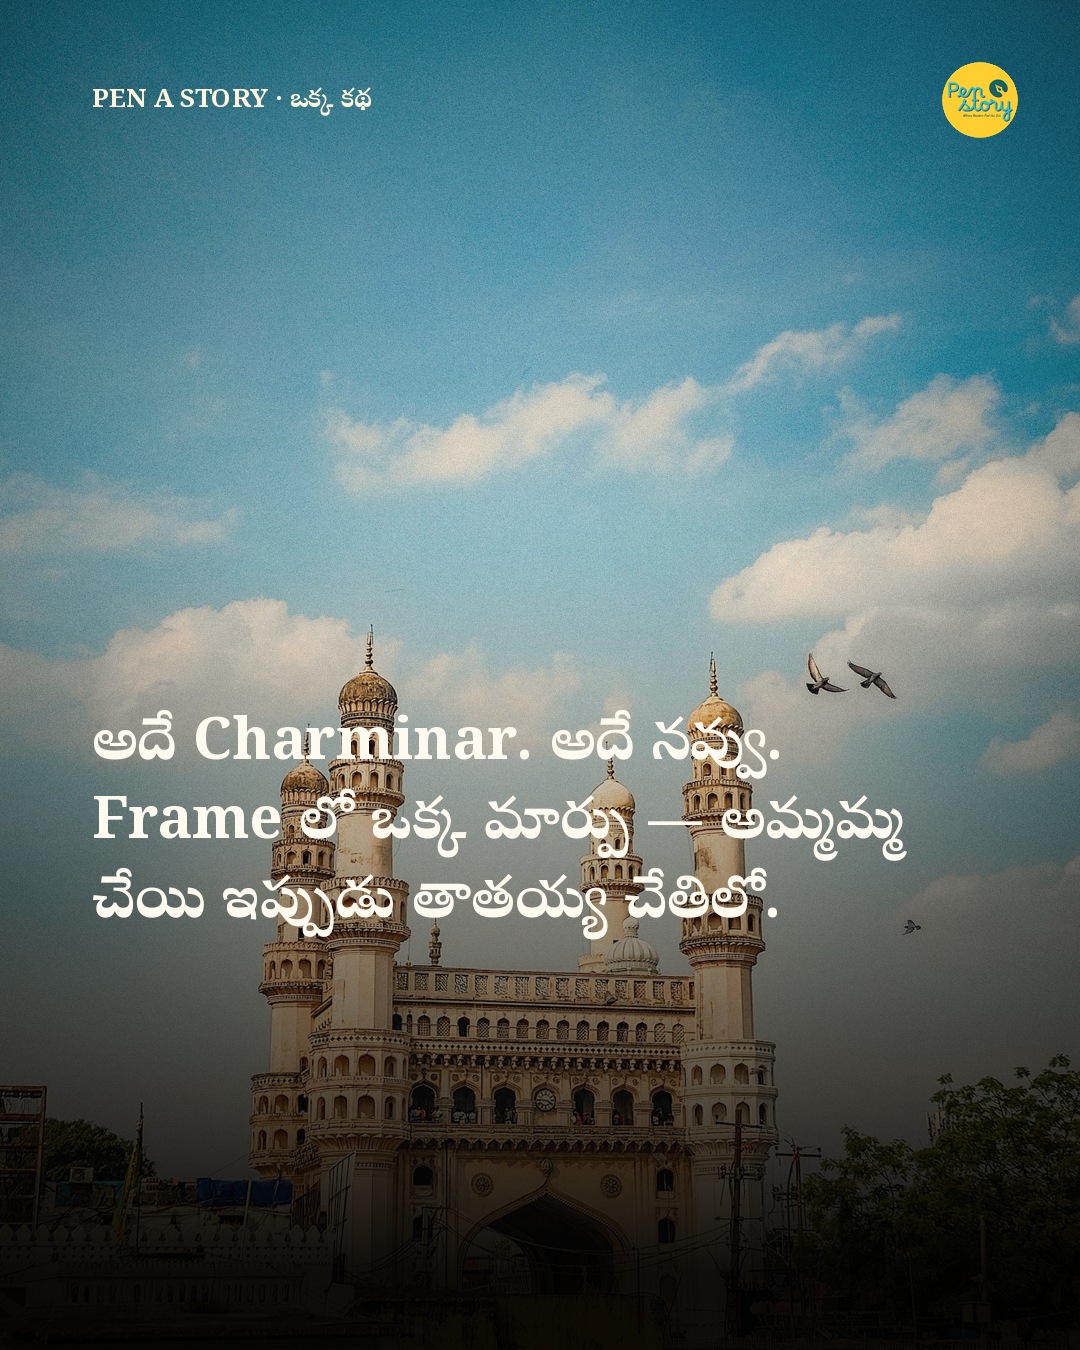 PEN A STORY · ఒక్క కథ
Pen
story
అదే Charminar. అదే నవ్వు.
Frame లో ఒక్క మార్పు — అమ్మమ్మ
చేయి ఇప్పుడు తాతయ్య చేతిలో.